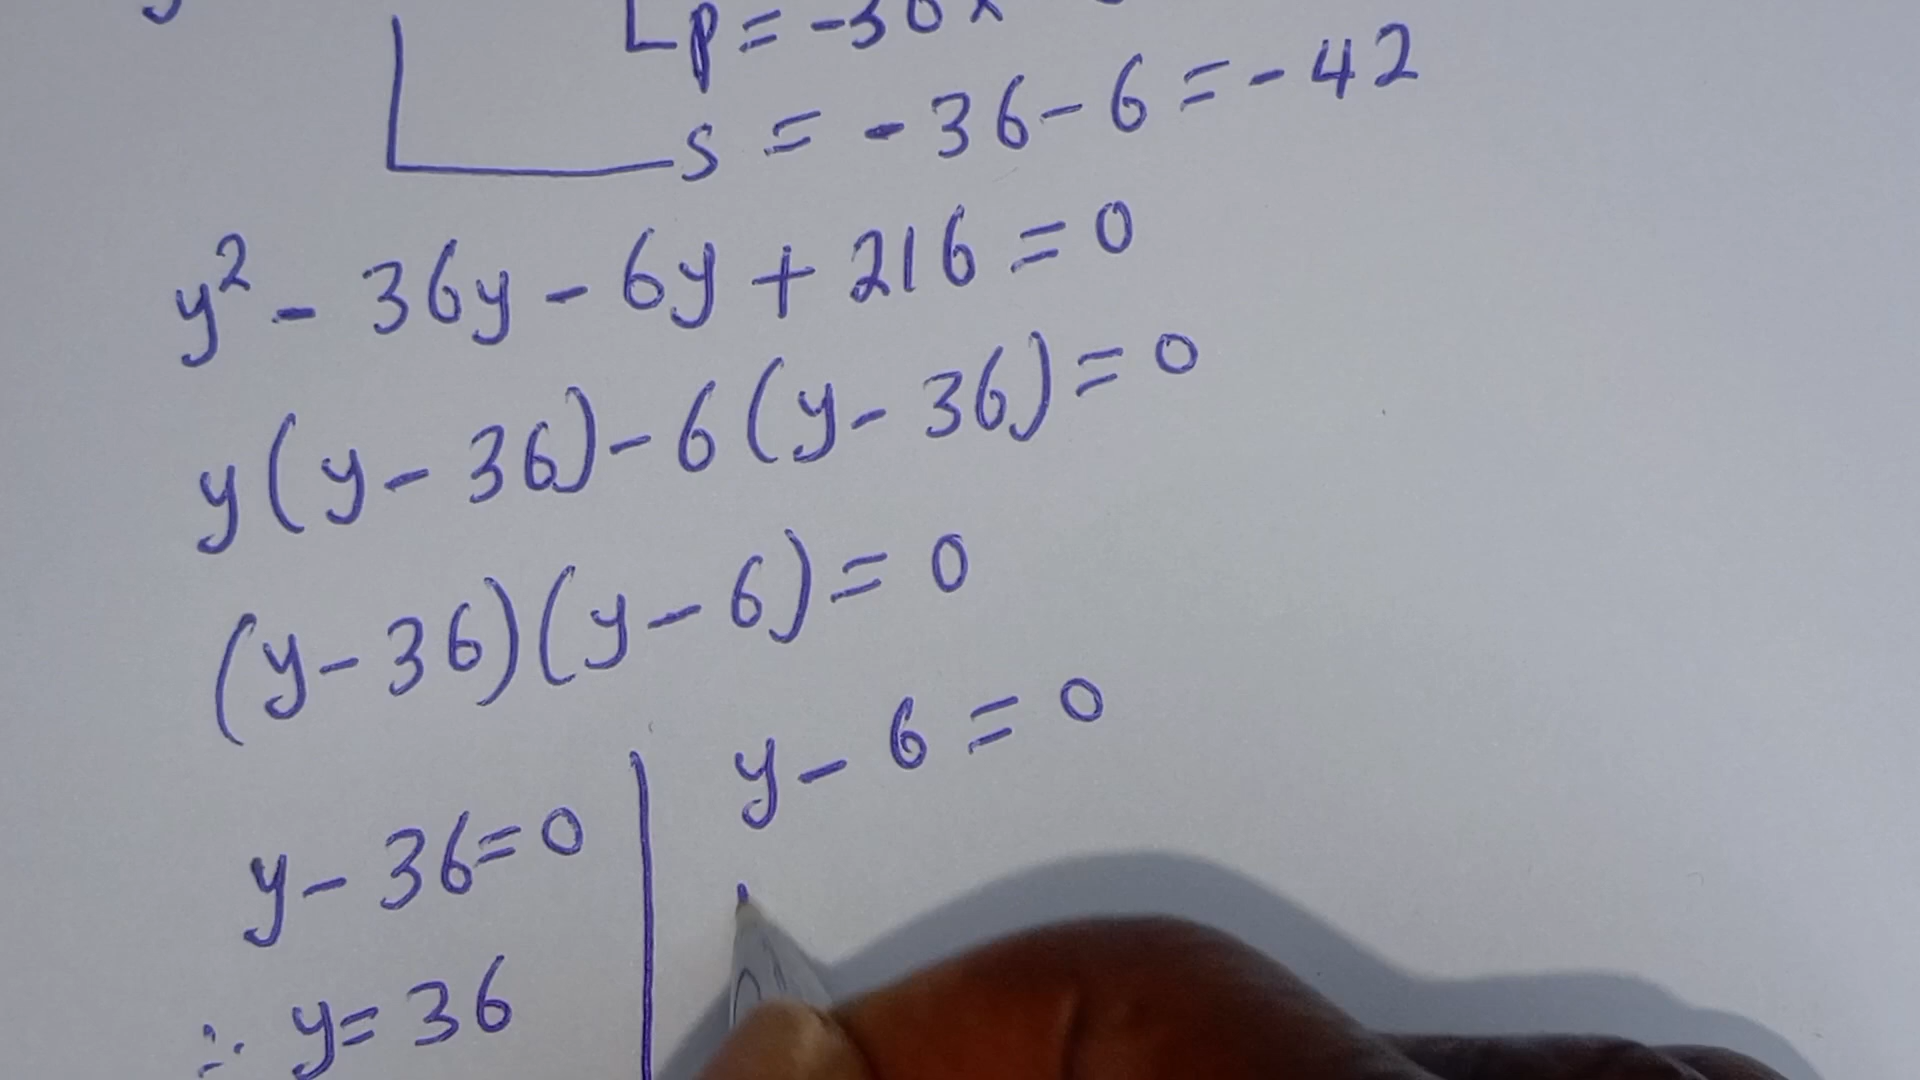 p = -36 x
s = -36 - 6 = -42
y² - 36y - 6y + 216 = 0
y(y - 36) - 6(y - 36) = 0
(y - 36)(y - 6) = 0
y - 36 = 0
∴ y = 36
y - 6 = 0